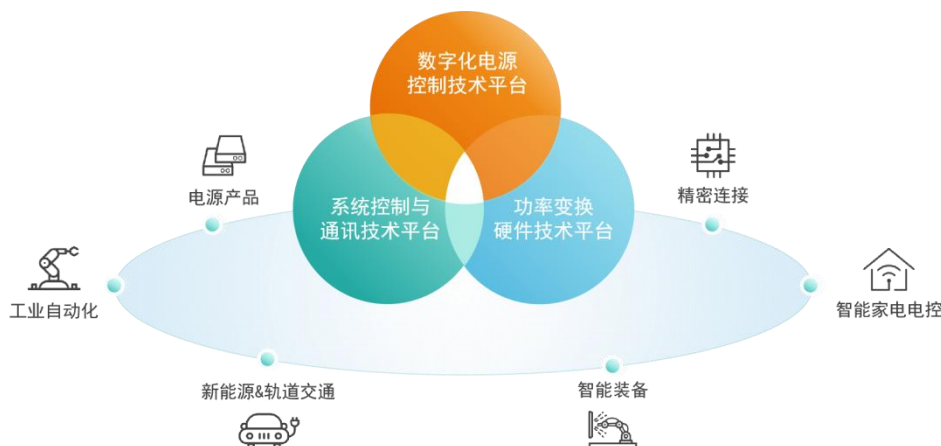 数字化电源
控制技术平台
系统控制与
通讯技术平台
功率变换
硬件技术平台
电源产品
精密连接
工业自动化
智能家电电控
新能源&轨道交通
智能装备